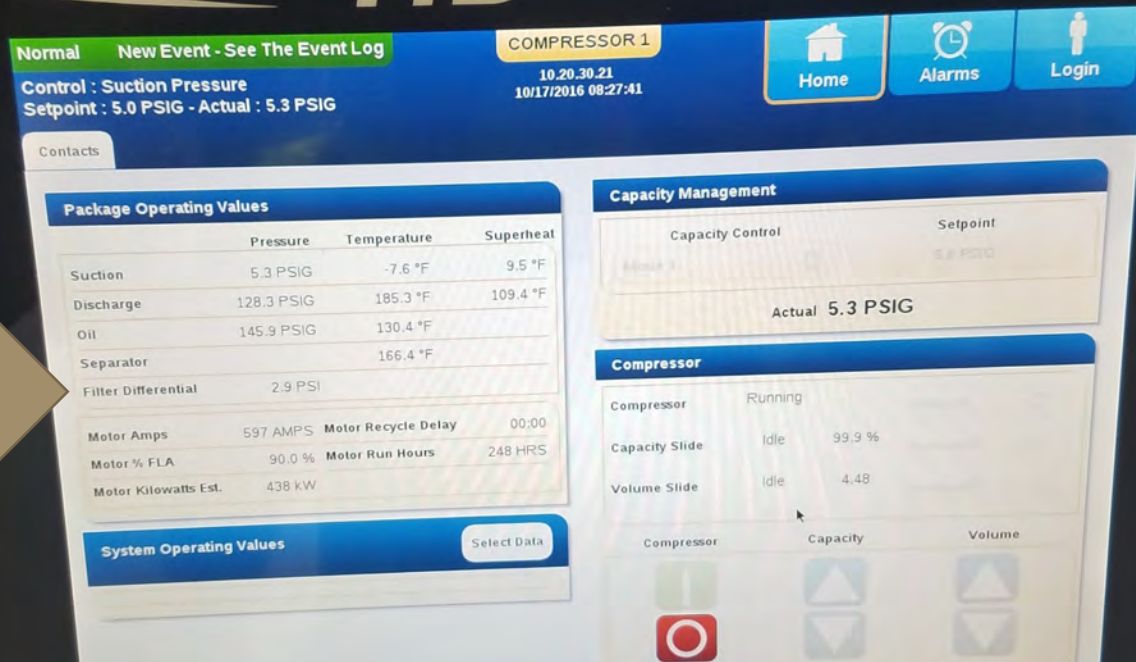 Normal New Event - See The Event Log
COMPRESSOR 1
Control : Suction Pressure
Setpoint : 5.0 PSIG - Actual : 5.3 PSIG
10.20.30.21
10/17/2016 08:27:41
Home
Alarms
Login
Contacts
Package Operating Values
Pressure Temperature Superheat
Suction 5.3 PSIG -7.6 °F 9.5 °F
Discharge 128.3 PSIG 185.3 °F 109.4 °F
Oil 145.9 PSIG 130.4 °F
Separator 166.4 °F
Filter Differential 2.9 PSI
Motor Amps 597 AMPS Motor Recycle Delay 00:00
Motor % FLA 90.0 % Motor Run Hours 248 HRS
Motor Kilowatts Est. 438 kW
System Operating Values Select Data
Capacity Management
Capacity Control Setpoint
5.0 PSIG
Actual 5.3 PSIG
Compressor
Compressor Running
Capacity Slide Idle 99.9 %
Volume Slide Idle 4.48
Compressor Capacity Volume